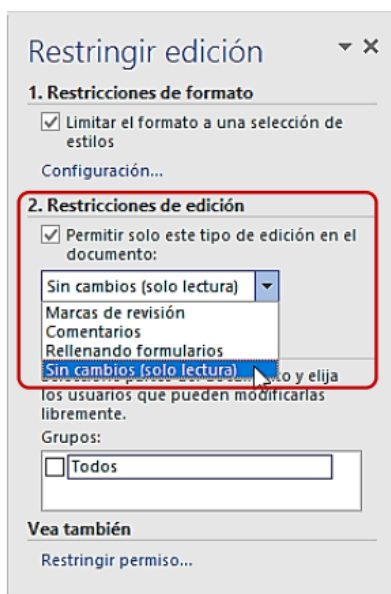 Restringir edición
1. Restricciones de formato
Limitar el formato a una selección de
estilos
Configuración...
2. Restricciones de edición
Permitir solo este tipo de edición en el
documento:
Sin cambios (solo lectura)
Marcas de revisión
Comentarios
Rellenando formularios
Sin cambios (solo lectura)
y elija
los usuarios que pueden modificarlas
libremente.
Grupos:
Todos
Vea también
Restringir permiso...